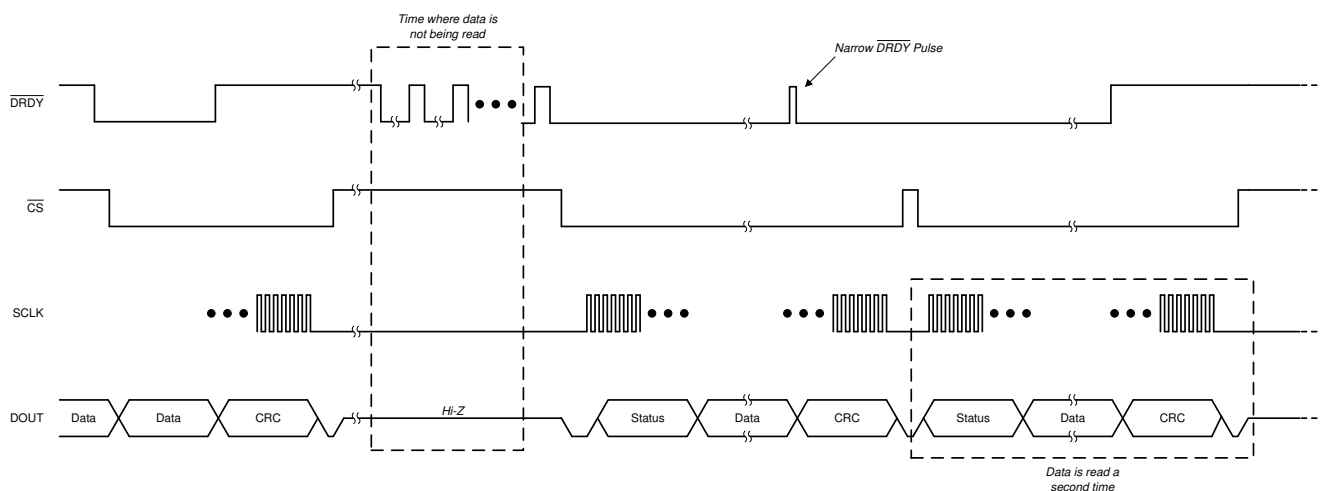 Time where data is
not being read
Narrow DRDY Pulse
DRDY
CS
SCLK
DOUT
Data
Data
CRC
Hi-Z
Status
Data
CRC
Status
Data
CRC
Data is read a
second time